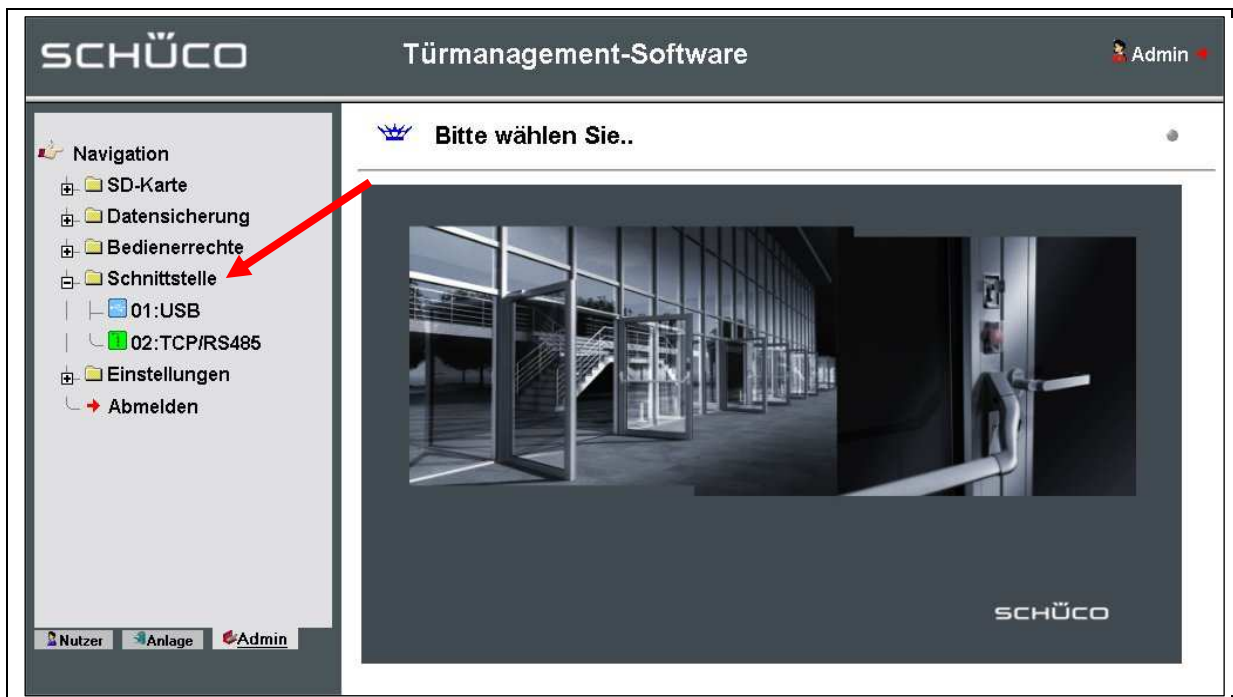 SCHÜCO
Türmanagement-Software
Admin
Navigation
SD-Karte
Datensicherung
Bedienerrechte
Schnittstelle
01:USB
02:TCP/RS485
Einstellungen
Abmelden
Nutzer
Anlage
Admin
Bitte wählen Sie..
SCHÜCO